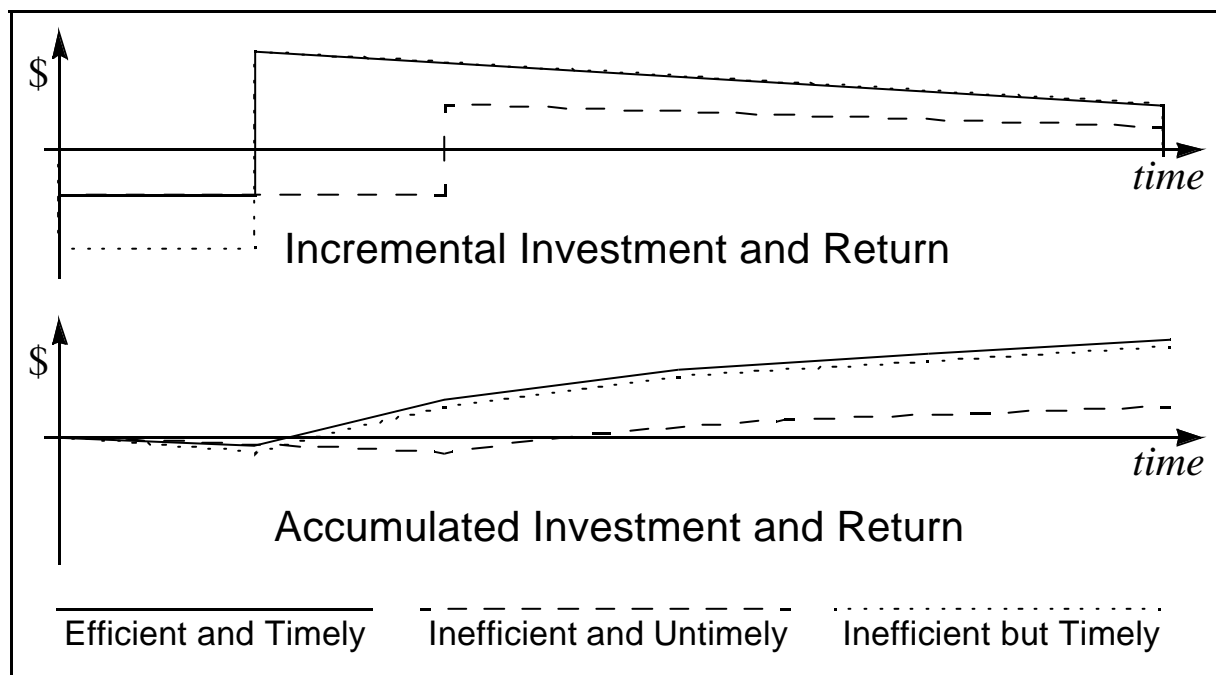 $
time
Incremental Investment and Return
$
time
Accumulated Investment and Return
Efficient and Timely
Inefficient and Untimely
Inefficient but Timely